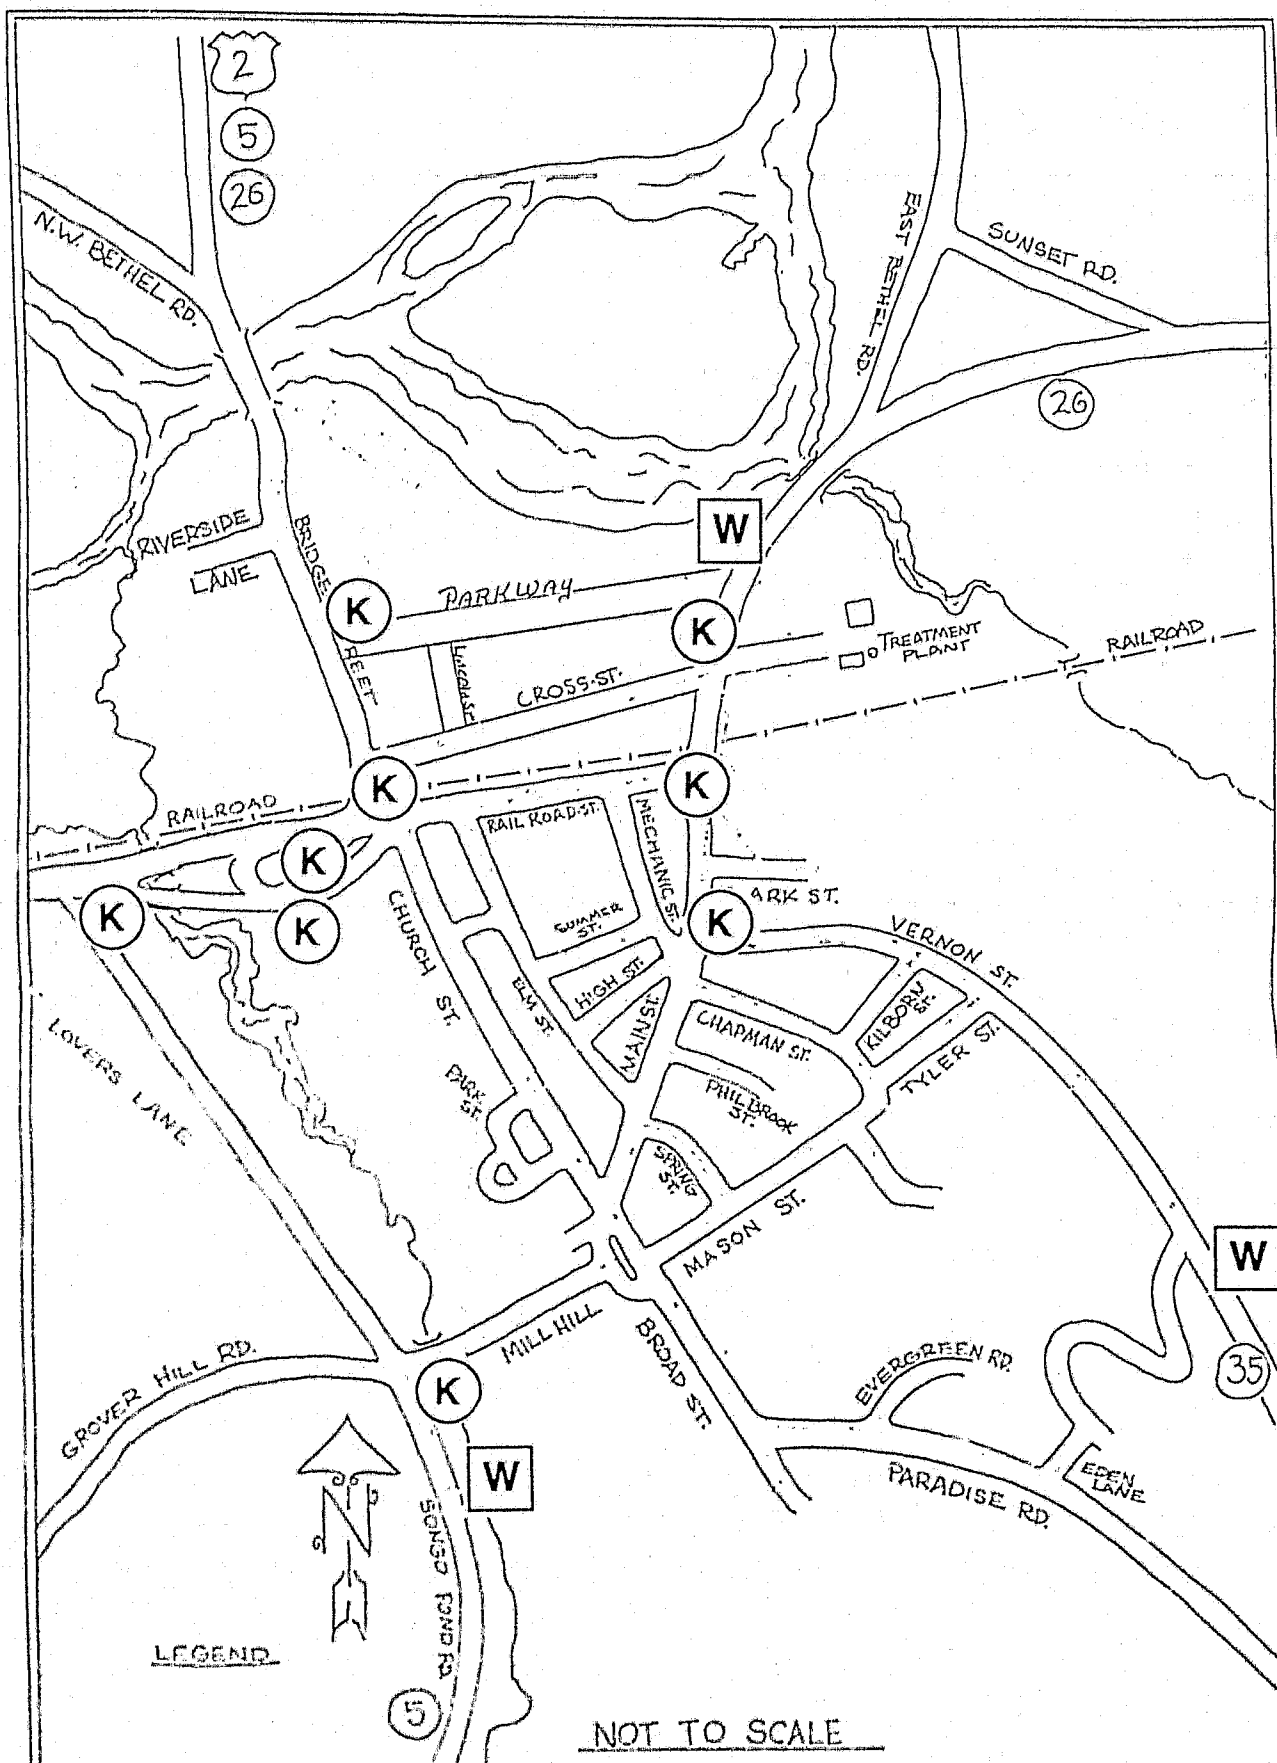 2
5
26
N.W. BETHEL RD.
EAST BETHEL RD.
SUNSET RD.
26
RIVERSIDE
LANE
BRIDGE
REET
W
K
PARKWAY
K
LINCOLN ST.
CROSS ST.
TREATMENT
PLANT
RAILROAD
K
K
RAILROAD
RAILROAD ST.
MECHANIC ST.
K
K
K
K
ARK ST.
VERNON ST.
CHURCH ST.
SUMMER
ST.
HIGH ST.
ELM ST.
MAIN ST.
KILBORN
ST.
CHAPMAN ST.
TYLER ST.
LOVERS LANE
PARK
ST.
PHILBROOK
ST.
SPRING
ST.
MASON ST.
W
MILL HILL
BROAD ST.
GROVER HILL RD.
K
EVERGREEN RD.
35
W
EDEN
LANE
PARADISE RD.
N
SONGO POND RD
LEGEND
5
NOT TO SCALE